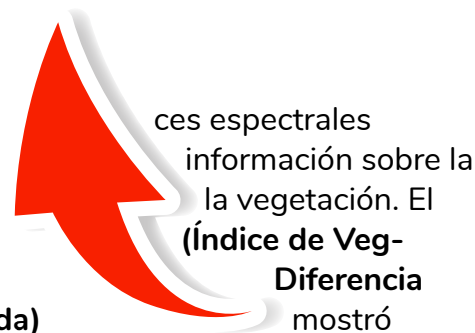 ces espectrales
información sobre la
la vegetación. El
(Índice de Veg-
Diferencia
da) mostró